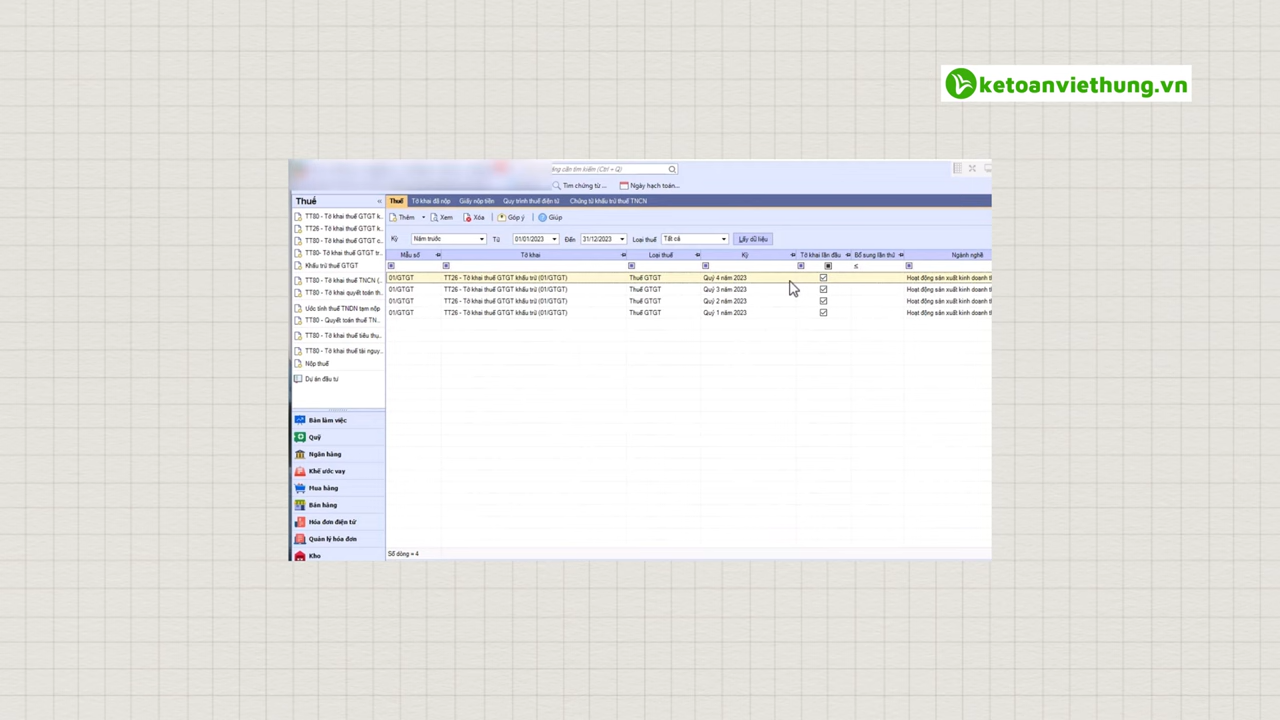 ketoanviethung.vn
ăng cần tìm kiếm (Ctrl + Q)
Tìm chứng từ ... Ngày hạch toán...
Thuế «
Thuế Tờ khai đã nộp Giấy nộp tiền Quy trình thuế điện tử Chứng từ khấu trừ thuế TNCN
Thêm Xem Xóa Góp ý Giúp
Kỳ Năm trước Từ 01/01/2023 Đến 31/12/2023 Loại thuế Tất cả Lấy dữ liệu
Mẫu số Tờ khai Loại thuế Kỳ Tờ khai lần đầu Bổ sung lần thứ Ngành nghề
≤
01/GTGT TT26 - Tờ khai thuế GTGT khấu trừ (01/GTGT) Thuế GTGT Quý 4 năm 2023 Hoạt động sản xuất kinh doanh t
01/GTGT TT26 - Tờ khai thuế GTGT khấu trừ (01/GTGT) Thuế GTGT Quý 3 năm 2023 Hoạt động sản xuất kinh doanh t
01/GTGT TT26 - Tờ khai thuế GTGT khấu trừ (01/GTGT) Thuế GTGT Quý 2 năm 2023 Hoạt động sản xuất kinh doanh t
01/GTGT TT26 - Tờ khai thuế GTGT khấu trừ (01/GTGT) Thuế GTGT Quý 1 năm 2023 Hoạt động sản xuất kinh doanh t
TT80 - Tờ khai thuế GTGT k..
TT26 - Tờ khai thuế GTGT k..
TT80 - Tờ khai thuế GTGT c..
TT80- Tờ khai thuế GTGT tr...
Khấu trừ thuế GTGT
TT80 - Tờ khai thuế TNCN (..
TT80 - Tờ khai quyết toán th..
Ước tính thuế TNDN tạm nộp
TT80 - Quyết toán thuế TN...
TT80 - Tờ khai thuế tiêu thụ...
TT80 - Tờ khai thuế tài nguy...
Nộp thuế
Dự án đầu tư
Bàn làm việc
Quỹ
Ngân hàng
Khế ước vay
Mua hàng
Bán hàng
Hóa đơn điện tử
Quản lý hóa đơn
Kho
Số dòng = 4